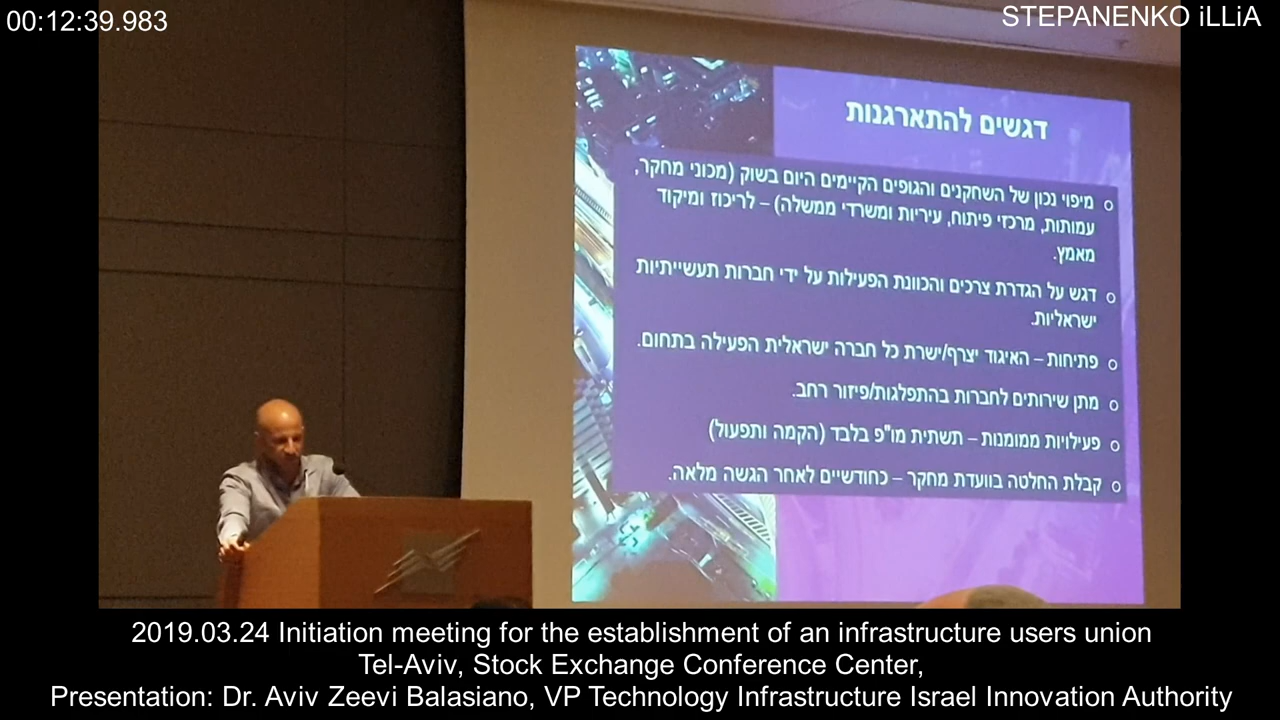 00:12:39.983
STEPANENKO iLLiA
דגשים להתארגנות
מיפוי נכון של השחקנים והגופים הקיימים היום בשוק (מכוני מחקר,
עמותות, מרכזי פיתוח, עיריות ומשרדי ממשלה) – לריכוז ומיקוד
מאמץ.
דגש על הגדרת צרכים והכוונת הפעילות על ידי חברות תעשייתיות
ישראליות.
פתיחות – האיגוד יצרף/ישרת כל חברה ישראלית הפעילה בתחום.
מתן שירותים לחברות בהתפלגות/פיזור רחב.
פעילויות ממומנות – תשתית מו"פ בלבד (הקמה ותפעול)
קבלת החלטה בוועדת מחקר – כחודשיים לאחר הגשה מלאה.
2019.03.24 Initiation meeting for the establishment of an infrastructure users union
Tel-Aviv, Stock Exchange Conference Center,
Presentation: Dr. Aviv Zeevi Balasiano, VP Technology Infrastructure Israel Innovation Authority